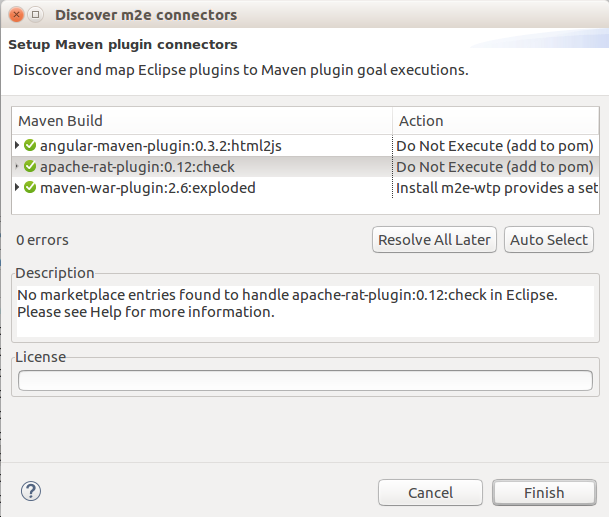 Discover m2e connectors
Setup Maven plugin connectors
Discover and map Eclipse plugins to Maven plugin goal executions.
Maven Build Action
angular-maven-plugin:0.3.2:html2js Do Not Execute (add to pom)
apache-rat-plugin:0.12:check Do Not Execute (add to pom)
maven-war-plugin:2.6:exploded Install m2e-wtp provides a set
0 errors Resolve All Later Auto Select
Description
No marketplace entries found to handle apache-rat-plugin:0.12:check in Eclipse.
Please see Help for more information.
License
? Cancel Finish